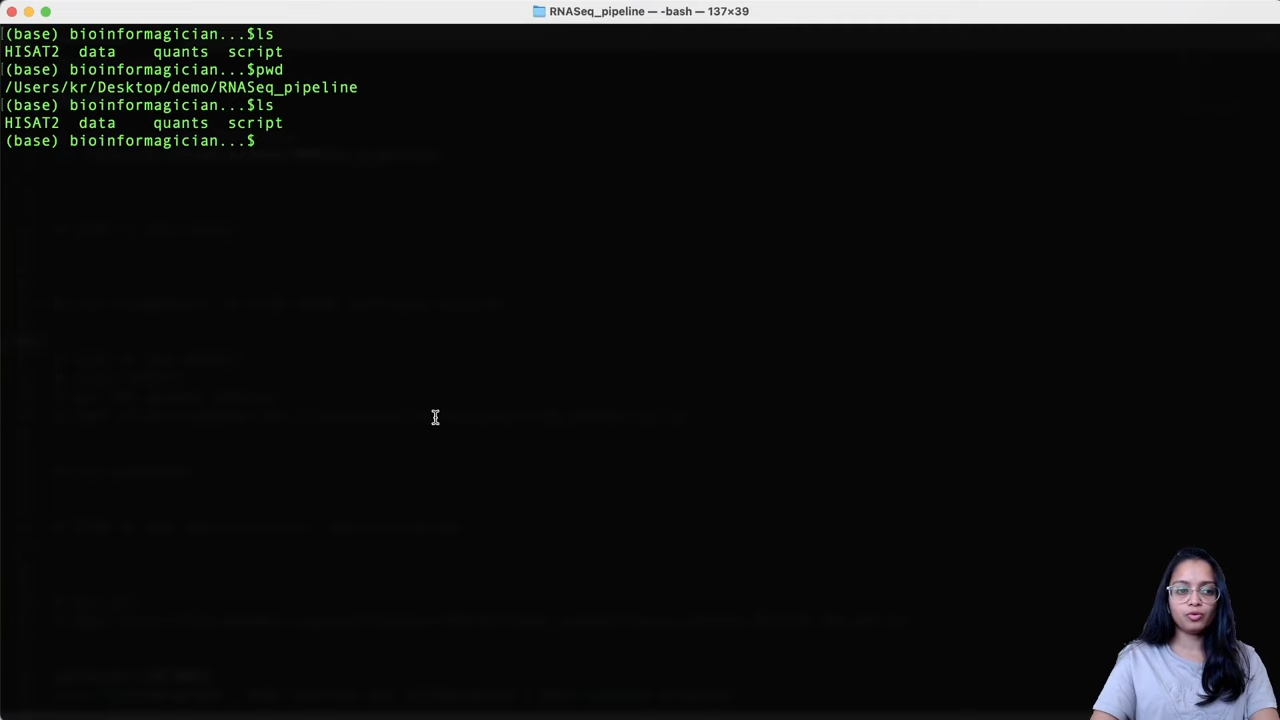 RNASeq_pipeline — -bash — 137×39
(base) bioinformagician...$ls
HISAT2  data    quants  script
(base) bioinformagician...$pwd
/Users/kr/Desktop/demo/RNASeq_pipeline
(base) bioinformagician...$ls
HISAT2  data    quants  script
(base) bioinformagician...$